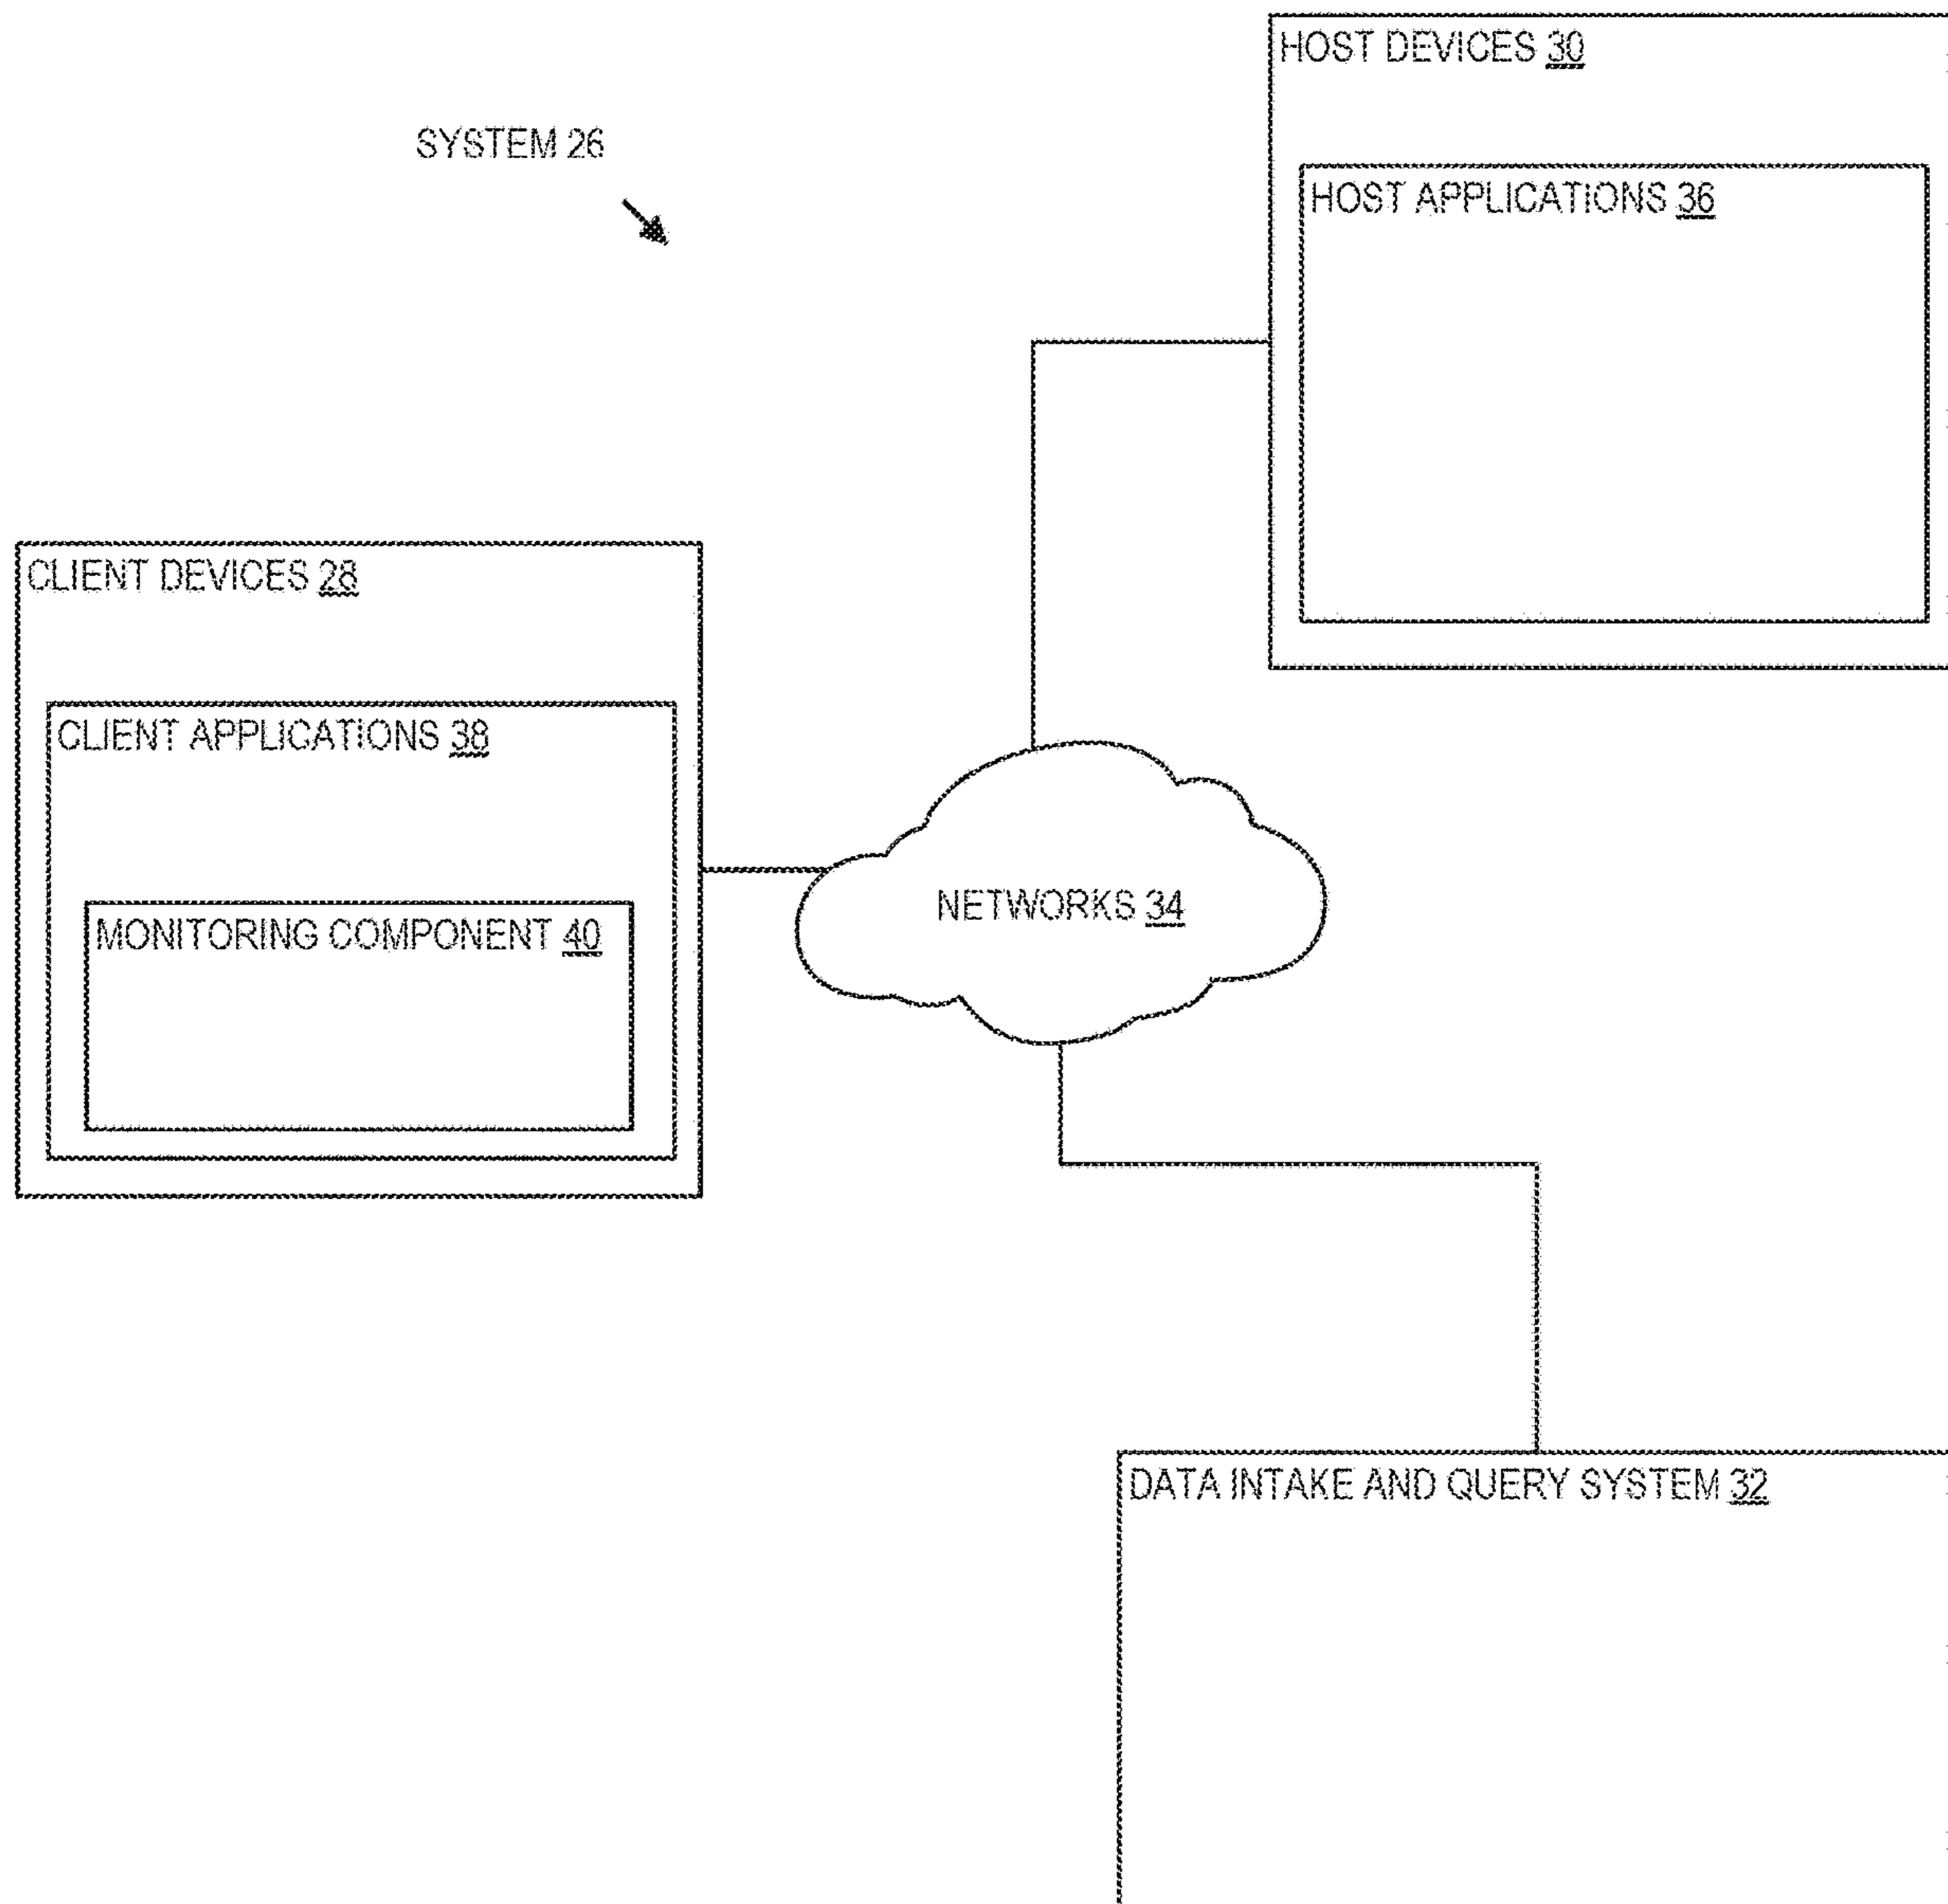 HOST DEVICES 30
SYSTEM 26
HOST APPLICATIONS 36
CLIENT DEVICES 28
CLIENT APPLICATIONS 38
NETWORKS 34
MONITORING COMPONENT 40
DATA INTAKE AND QUERY SYSTEM 32